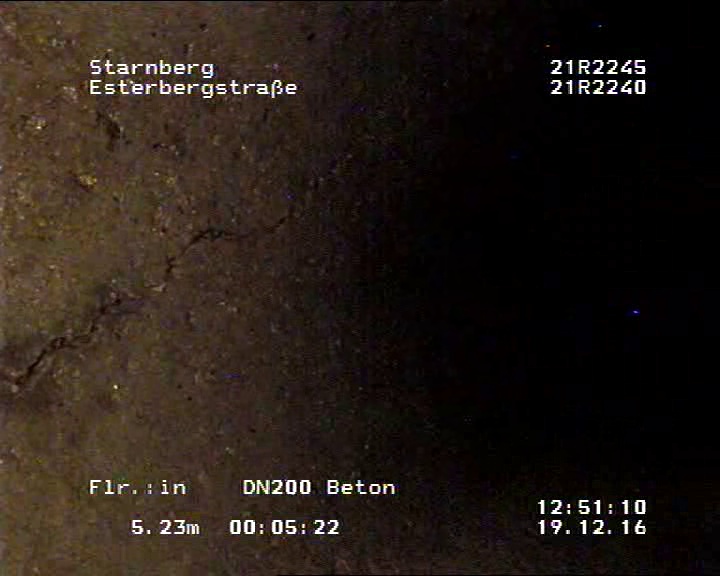 Starnberg
Esterbergstraße
21R2245
21R2240
Flr.:in DN200 Beton
5.23m 00:05:22
12:51:10
19.12.16